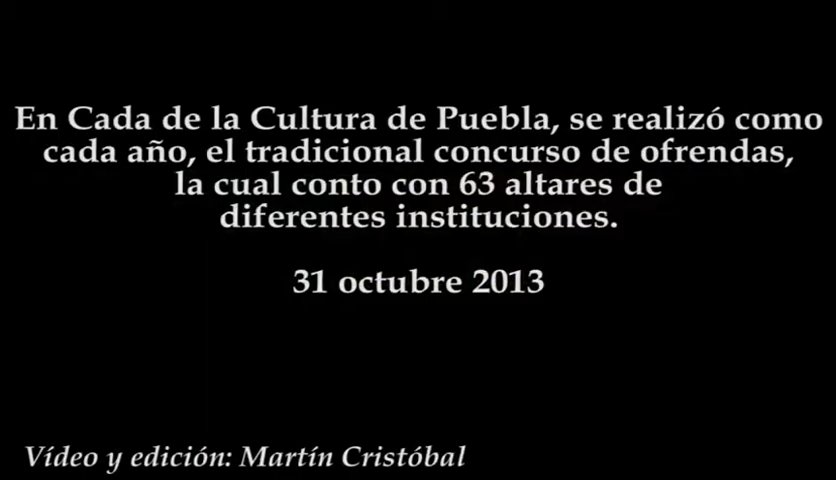 En Cada de la Cultura de Puebla, se realizó como
cada año, el tradicional concurso de ofrendas,
la cual conto con 63 altares de
diferentes instituciones.
31 octubre 2013
Vídeo y edición: Martín Cristóbal